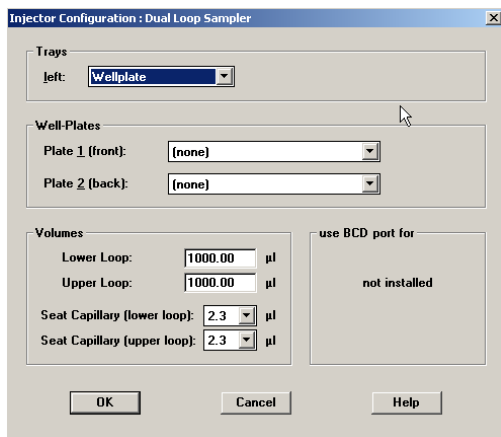 Injector Configuration : Dual Loop Sampler
Trays
left: Wellplate
Well-Plates
Plate 1 (front): (none)
Plate 2 (back): (none)
Volumes
Lower Loop: 1000.00 µl
Upper Loop: 1000.00 µl
Seat Capillary (lower loop): 2.3 µl
Seat Capillary (upper loop): 2.3 µl
use BCD port for
not installed
OK Cancel Help